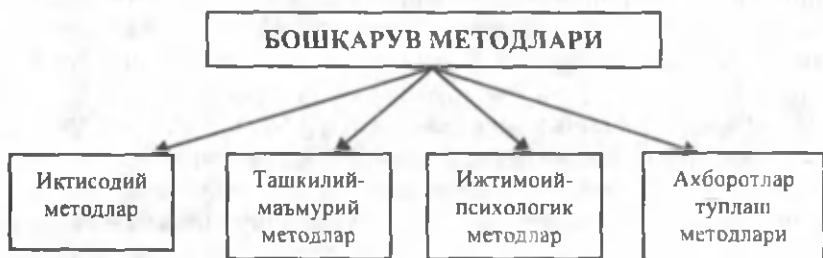 БОШҚАРУВ МЕТОДЛАРИ
Иқтисодий
методлар
Ташкилий-
маъмурий
методлар
Ижтимоий-
психологик
методлар
Ахборотлар
туплаш
методлари